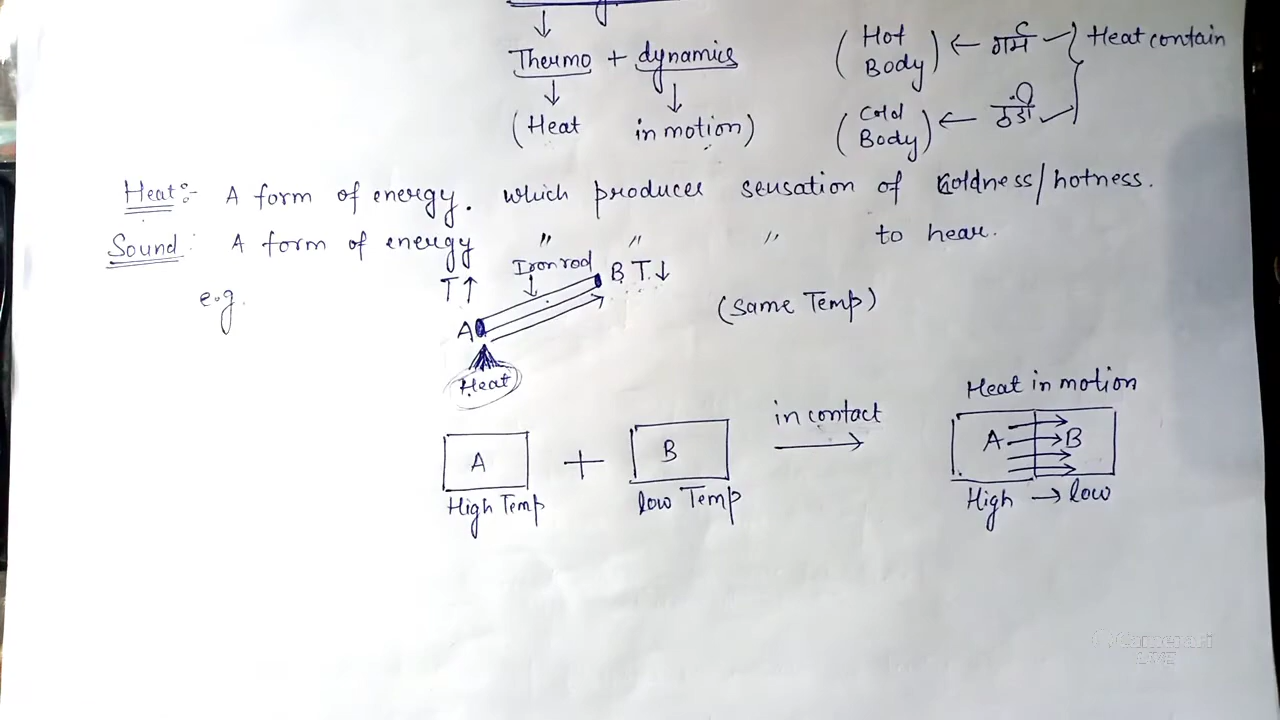 Thermo + dynamics
(Heat in motion)
(Hot Body) ← गर्म
Heat contain
(Cold Body) ← ठंडी
Heat:- A form of energy. which produces sensation of Coldness/hotness.
Sound: A form of energy " " " to hear.
e.g.
T↑ Iron rod B T.↓
A
(Same Temp)
Heat
in contact →
Heat in motion
A + B
A → B
High Temp
low Temp
High → low